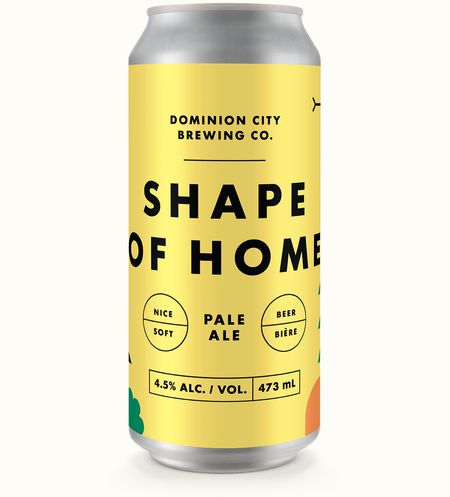 DOMINION CITY
BREWING CO.
SHAPE
OF HOME
NICE
SOFT
PALE
ALE
BEER
BIÈRE
4.5% ALC. / VOL. 473 mL